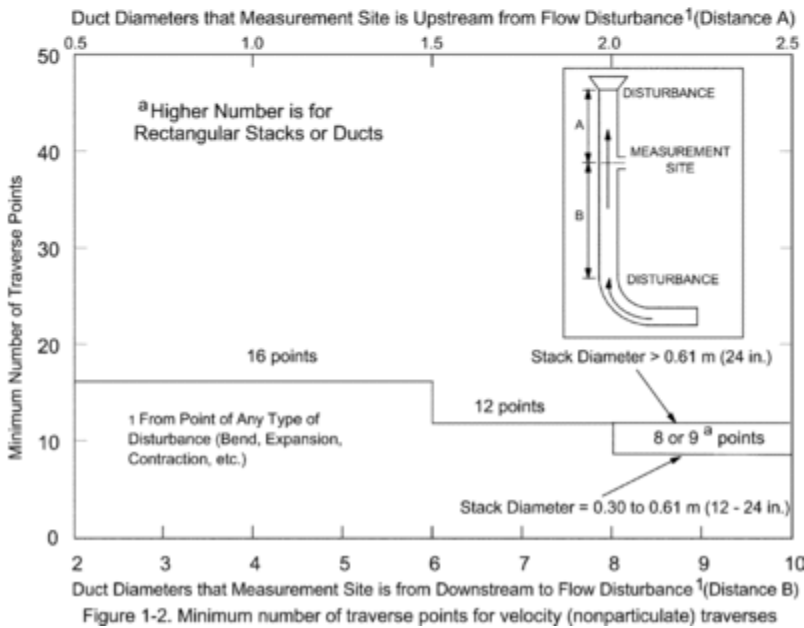 Duct Diameters that Measurement Site is Upstream from Flow Disturbance¹(Distance A)
0.5 1.0 1.5 2.0 2.5
50
40
30
20
10
0
Minimum Number of Traverse Points
ᵃ Higher Number is for
Rectangular Stacks or Ducts
DISTURBANCE
A
MEASUREMENT
SITE
B
DISTURBANCE
Stack Diameter > 0.61 m (24 in.)
16 points
12 points
8 or 9 ᵃ points
1 From Point of Any Type of
Disturbance (Bend, Expansion,
Contraction, etc.)
Stack Diameter = 0.30 to 0.61 m (12 - 24 in.)
2 3 4 5 6 7 8 9 10
Duct Diameters that Measurement Site is from Downstream to Flow Disturbance¹(Distance B)
Figure 1-2. Minimum number of traverse points for velocity (nonparticulate) traverses